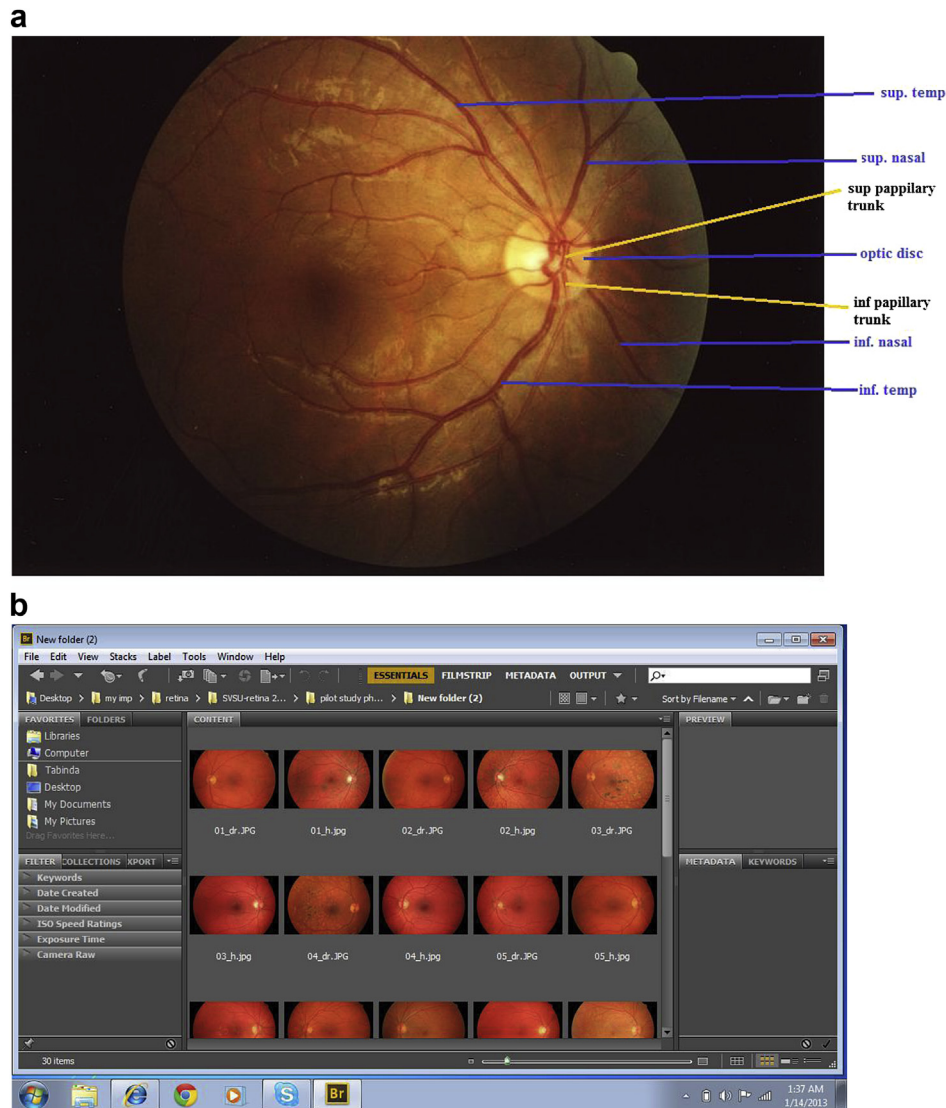 a
sup. temp
sup. nasal
sup pappilary
trunk
optic disc
inf papillary
trunk
inf. nasal
inf. temp
b
Br New folder (2)
File Edit View Stacks Label Tools Window Help
ESSENTIALS FILMSTRIP METADATA OUTPUT
Desktop my imp retina SVSU-retina 2... pilot study ph... New folder (2) Sort by Filename
FAVORITES FOLDERS
Libraries
Computer
Tabinda
Desktop
My Documents
My Pictures
Drag Favorites Here...
FILTER COLLECTIONS XPORT
Keywords
Date Created
Date Modified
ISO Speed Ratings
Exposure Time
Camera Raw
CONTENT
01_dr.JPG 01_h.jpg 02_dr.JPG 02_h.jpg 03_dr.JPG
03_h.jpg 04_dr.JPG 04_h.jpg 05_dr.JPG 05_h.jpg
PREVIEW
METADATA KEYWORDS
30 items
Br
1:37 AM
1/14/2013